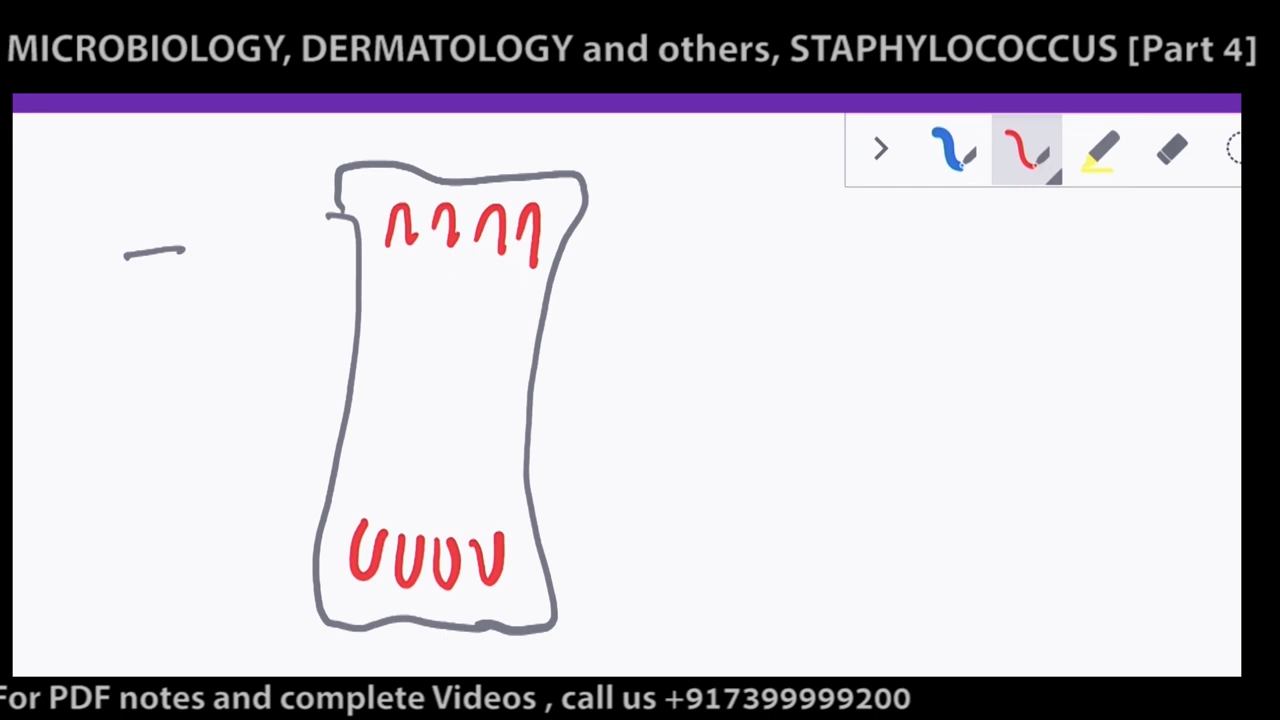 MICROBIOLOGY, DERMATOLOGY and others, STAPHYLOCOCCUS [Part 4]
For PDF notes and complete Videos , call us +917399999200